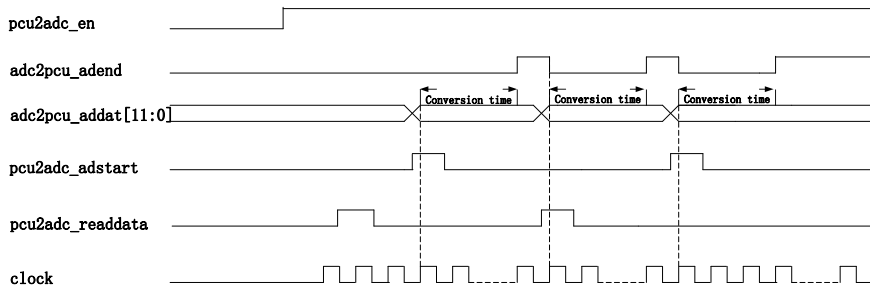 pcu2adc_en
adc2pcu_adend
Conversion time Conversion time Conversion time
adc2pcu_addat[11:0]
pcu2adc_adstart
pcu2adc_readdata
clock